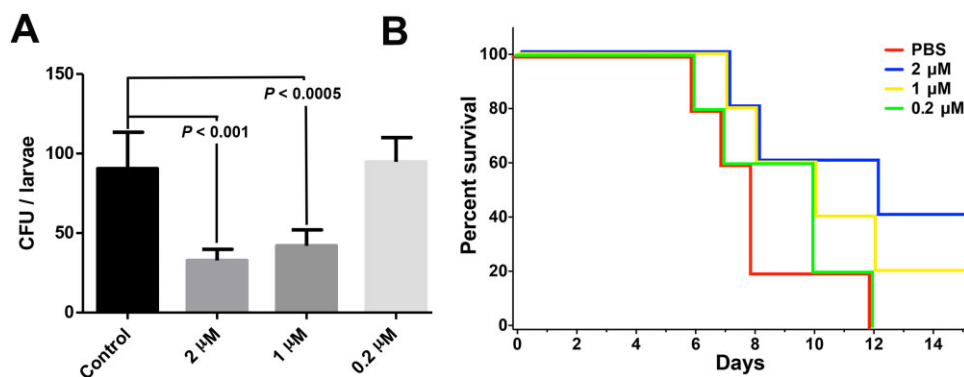 A
CFU / larvae
150
100
50
0
P < 0.0005
P < 0.001
Control
2 µM
1 µM
0.2 µM
B
Percent survival
100
80
60
40
20
0
PBS
2 µM
1 µM
0.2 µM
0 2 4 6 8 10 12 14
Days